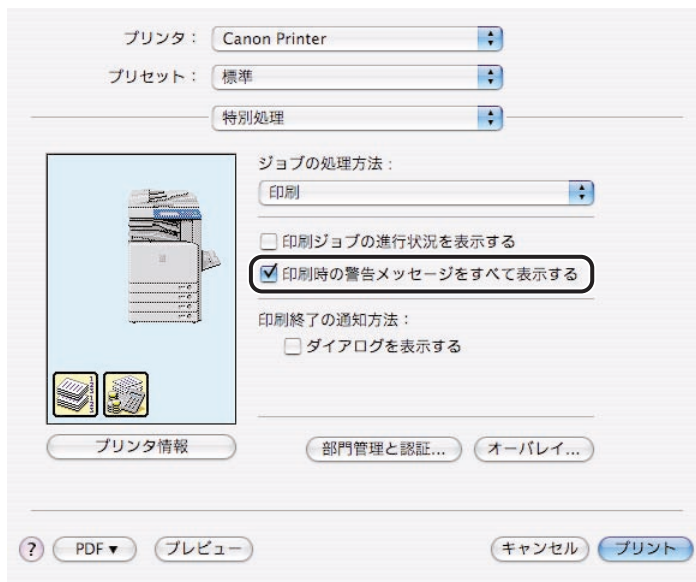 プリンタ： Canon Printer
プリセット： 標準
特別処理
ジョブの処理方法：
印刷
印刷ジョブの進行状況を表示する
印刷時の警告メッセージをすべて表示する
印刷終了の通知方法：
ダイアログを表示する
プリンタ情報
部門管理と認証... オーバレイ...
? PDF▼ プレビュー キャンセル プリント